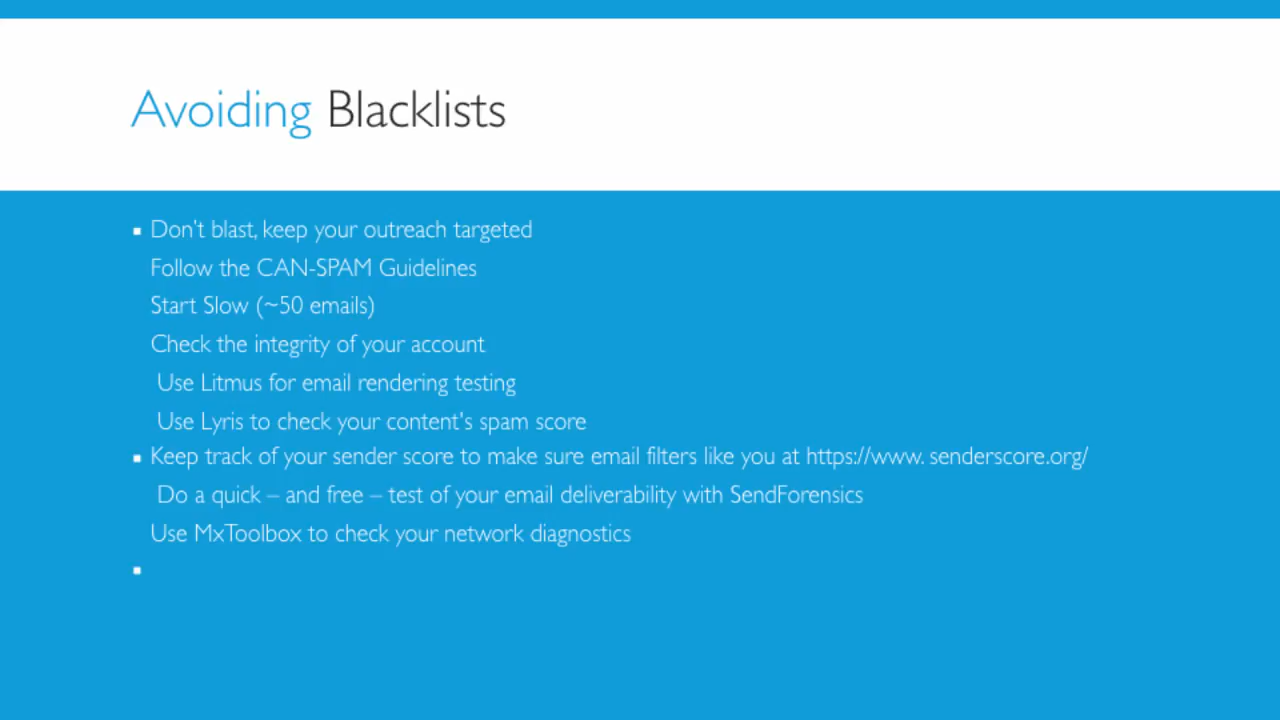 Avoiding Blacklists
▪ Don't blast, keep your outreach targeted
Follow the CAN-SPAM Guidelines
Start Slow (~50 emails)
Check the integrity of your account
Use Litmus for email rendering testing
Use Lyris to check your content's spam score
▪ Keep track of your sender score to make sure email filters like you at https://www. senderscore.org/
Do a quick – and free – test of your email deliverability with SendForensics
Use MxToolbox to check your network diagnostics
▪